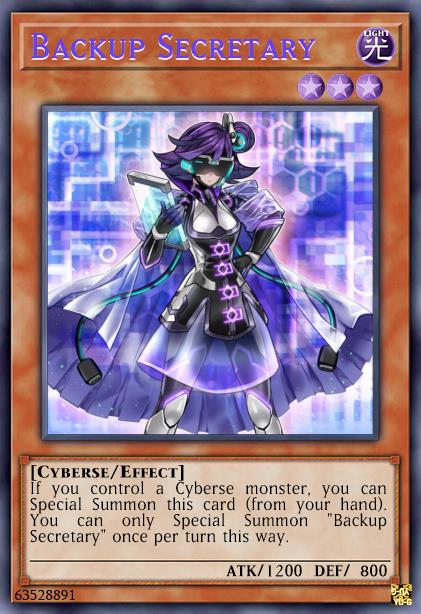 Backup Secretary
LIGHT
光
[Cyberse/Effect]
If you control a Cyberse monster, you can
Special Summon this card (from your hand).
You can only Special Summon "Backup
Secretary" once per turn this way.
ATK/1200 DEF/ 800
63528891